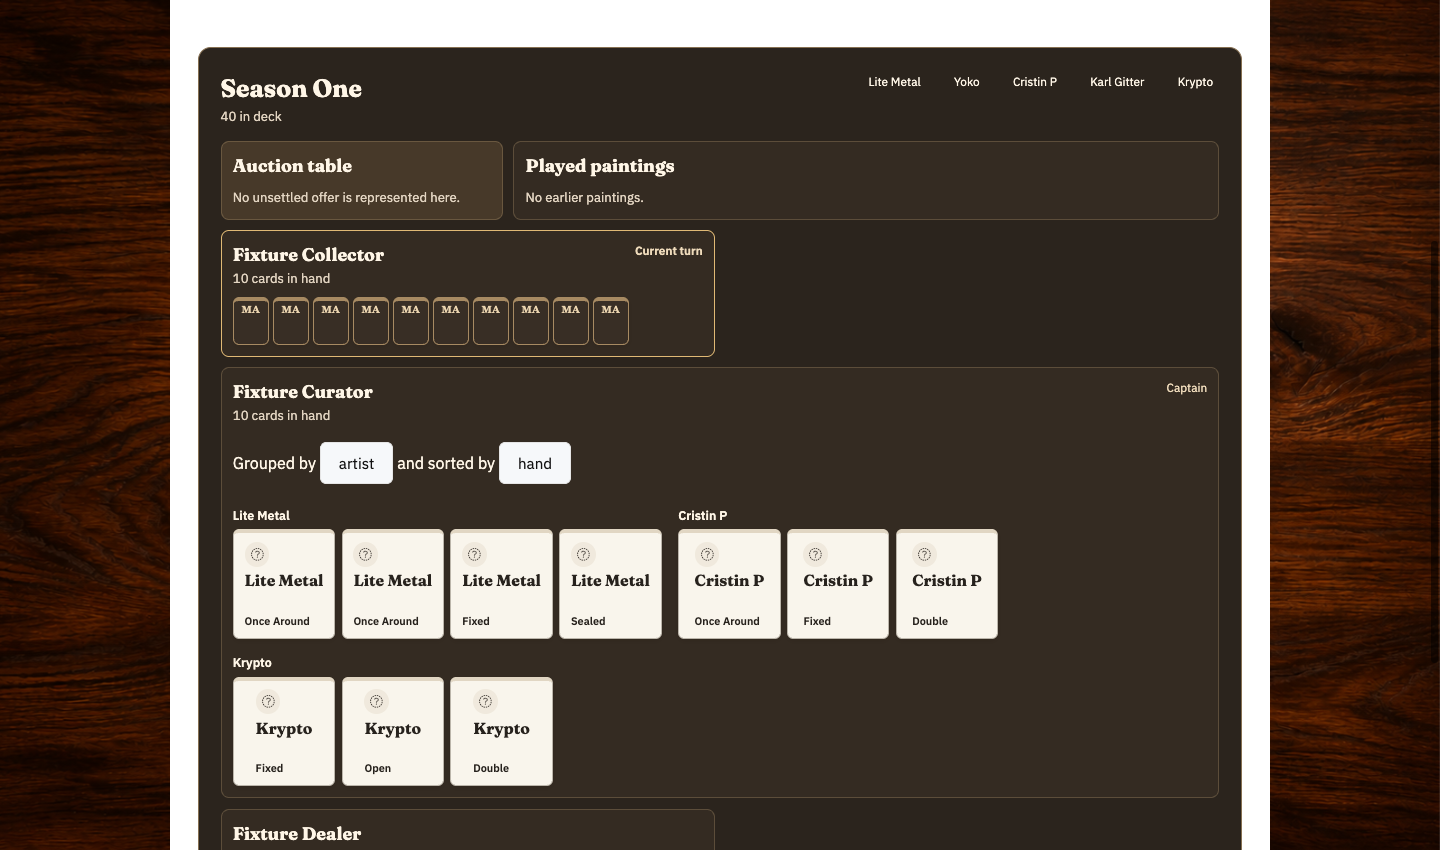 Season One
40 in deck
Lite Metal Yoko Cristin P Karl Gitter Krypto
Auction table
No unsettled offer is represented here.
Played paintings
No earlier paintings.
Fixture Collector
Current turn
10 cards in hand
MA MA MA MA MA MA MA MA MA MA
Fixture Curator
Captain
10 cards in hand
Grouped by artist and sorted by hand
Lite Metal
? ? ? ?
Lite Metal Lite Metal Lite Metal Lite Metal
Once Around Once Around Fixed Sealed
Cristin P
? ? ?
Cristin P Cristin P Cristin P
Once Around Fixed Double
Krypto
? ? ?
Krypto Krypto Krypto
Fixed Open Double
Fixture Dealer